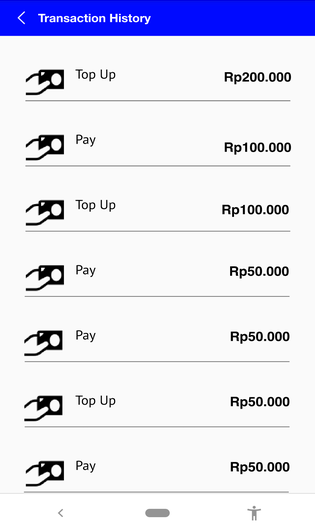 Transaction History
Top Up Rp200.000
Pay Rp100.000
Top Up Rp100.000
Pay Rp50.000
Pay Rp50.000
Top Up Rp50.000
Pay Rp50.000